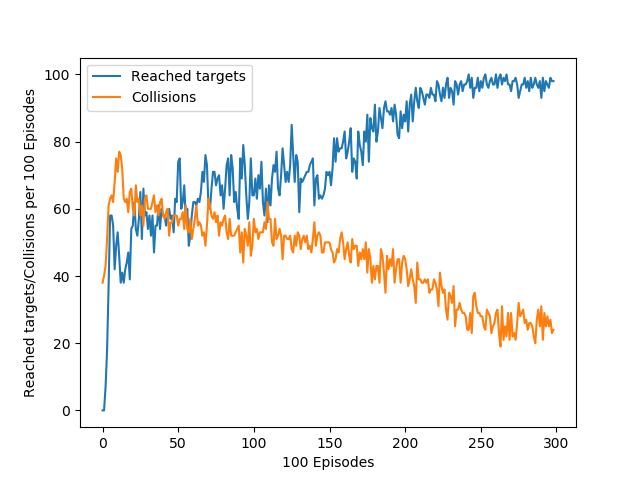 Reached targets
Collisions
Reached targets/Collisions per 100 Episodes
100
80
60
40
20
0
0 50 100 150 200 250 300
100 Episodes